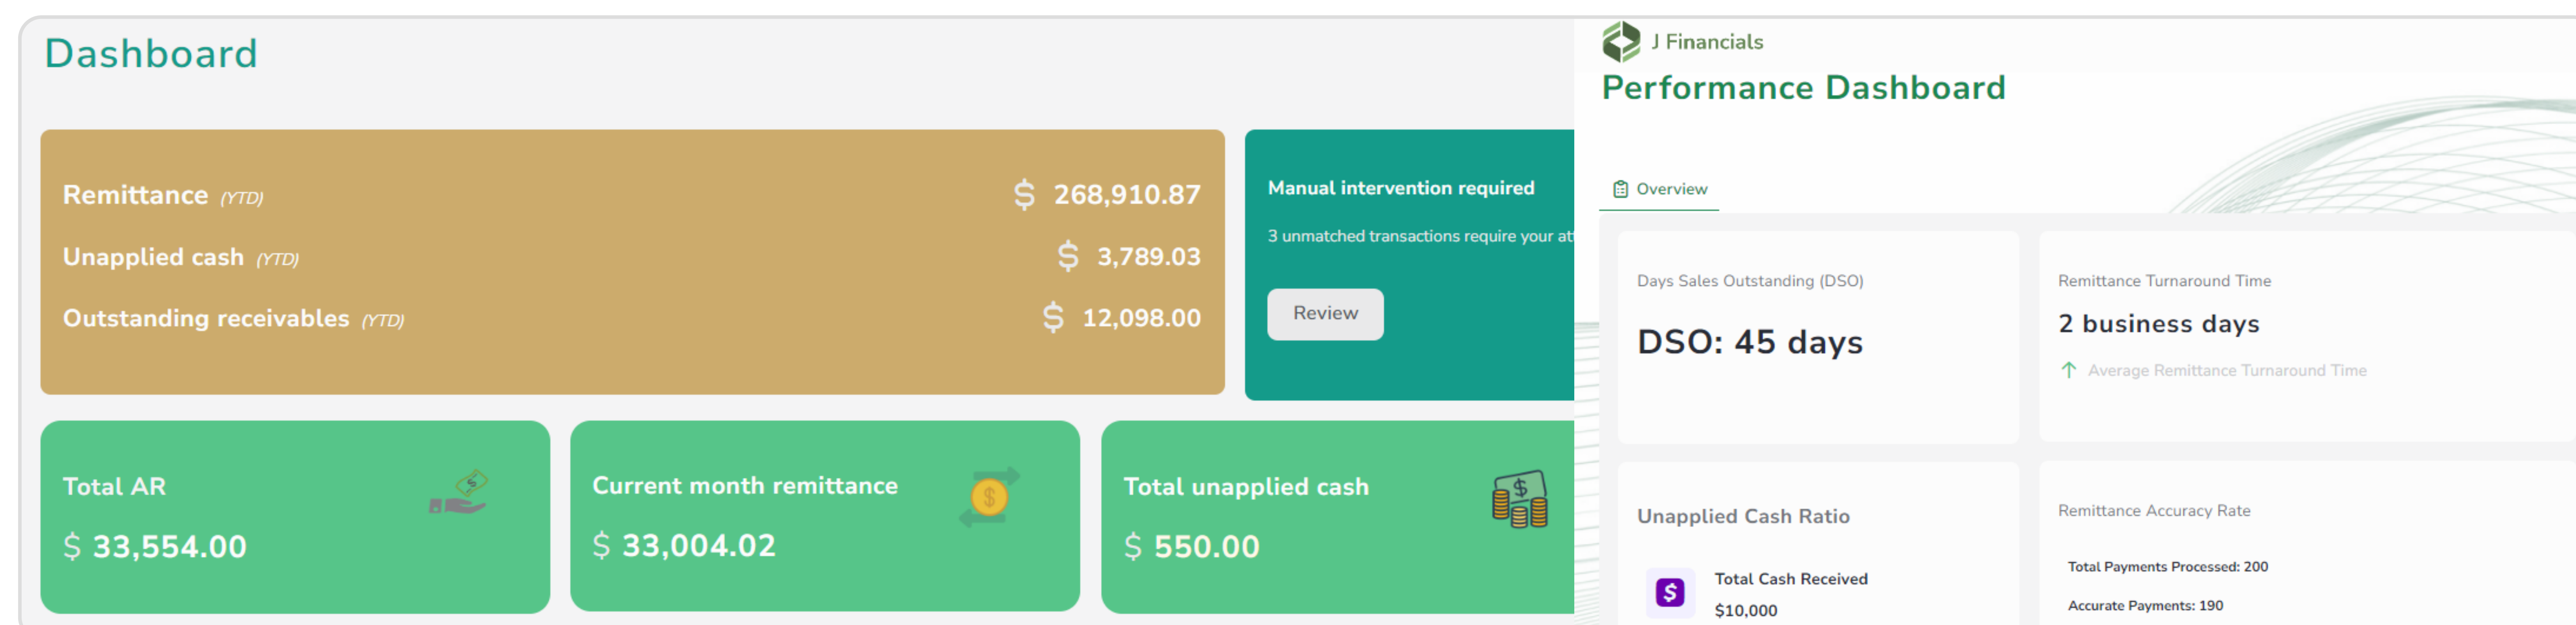 Dashboard
Remittance (YTD) $ 268,910.87
Unapplied cash (YTD) $ 3,789.03
Outstanding receivables (YTD) $ 12,098.00
Manual intervention required
3 unmatched transactions require your
Review
Total AR
$ 33,554.00
Current month remittance
$ 33,004.02
Total unapplied cash
$ 550.00
J Financials
Performance Dashboard
Overview
Days Sales Outstanding (DSO)
DSO: 45 days
Remittance Turnaround Time
2 business days
Average Remittance Turnaround Time
Unapplied Cash Ratio
Total Cash Received
$10,000
Remittance Accuracy Rate
Total Payments Processed: 200
Accurate Payments: 190